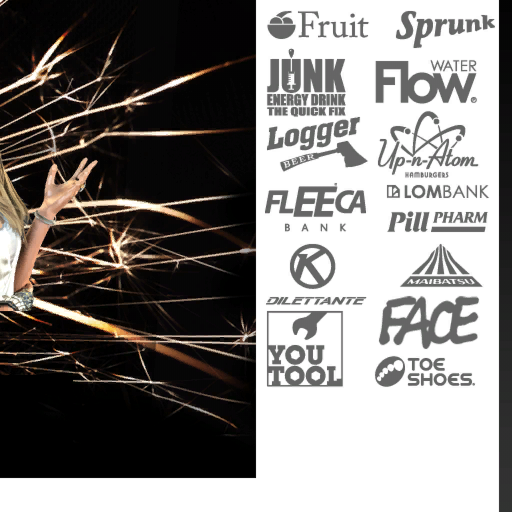 Fruit
Sprunk
JUNK
ENERGY DRINK
THE QUICK FIX
WATER
FLOW®
Logger
BEER
Up-n-Atom
HAMBURGERS
FLEECA
BANK
LOMBANK
Pill PHARM
K
DILETTANTE
MAIBATSU
YOU
TOOL
FACE
TOE
SHOES.